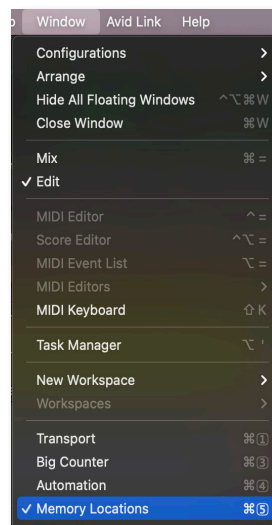 Window Avid Link Help
Configurations >
Arrange >
Hide All Floating Windows ^⌥⌘W
Close Window ⌘W
Mix ⌘=
✓ Edit
MIDI Editor ^=
Score Editor ^⌥=
MIDI Event List ⌥=
MIDI Editors >
MIDI Keyboard ⇧K
Task Manager ⌥'
New Workspace >
Workspaces >
Transport ⌘1
Big Counter ⌘3
Automation ⌘4
✓ Memory Locations ⌘5